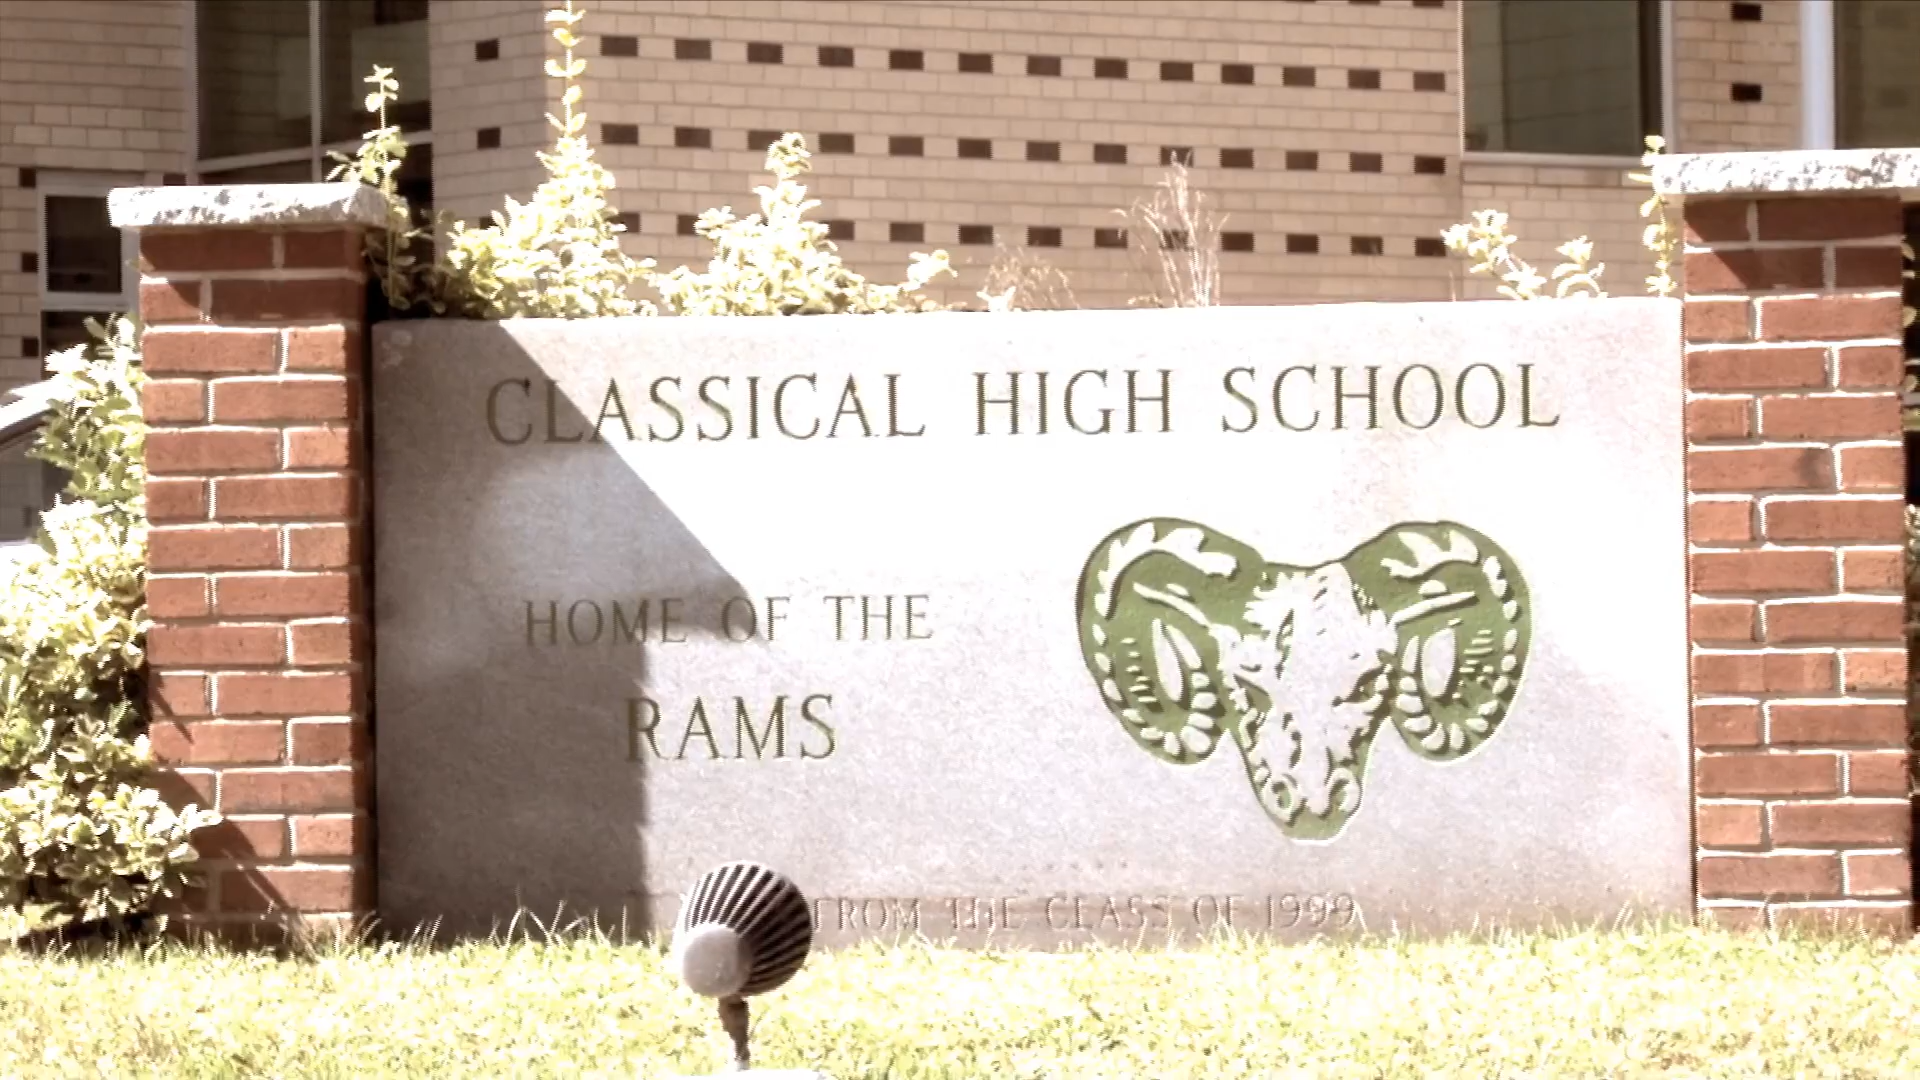 CLASSICAL HIGH SCHOOL
HOME OF THE
RAMS
FROM THE CLASS OF 1999